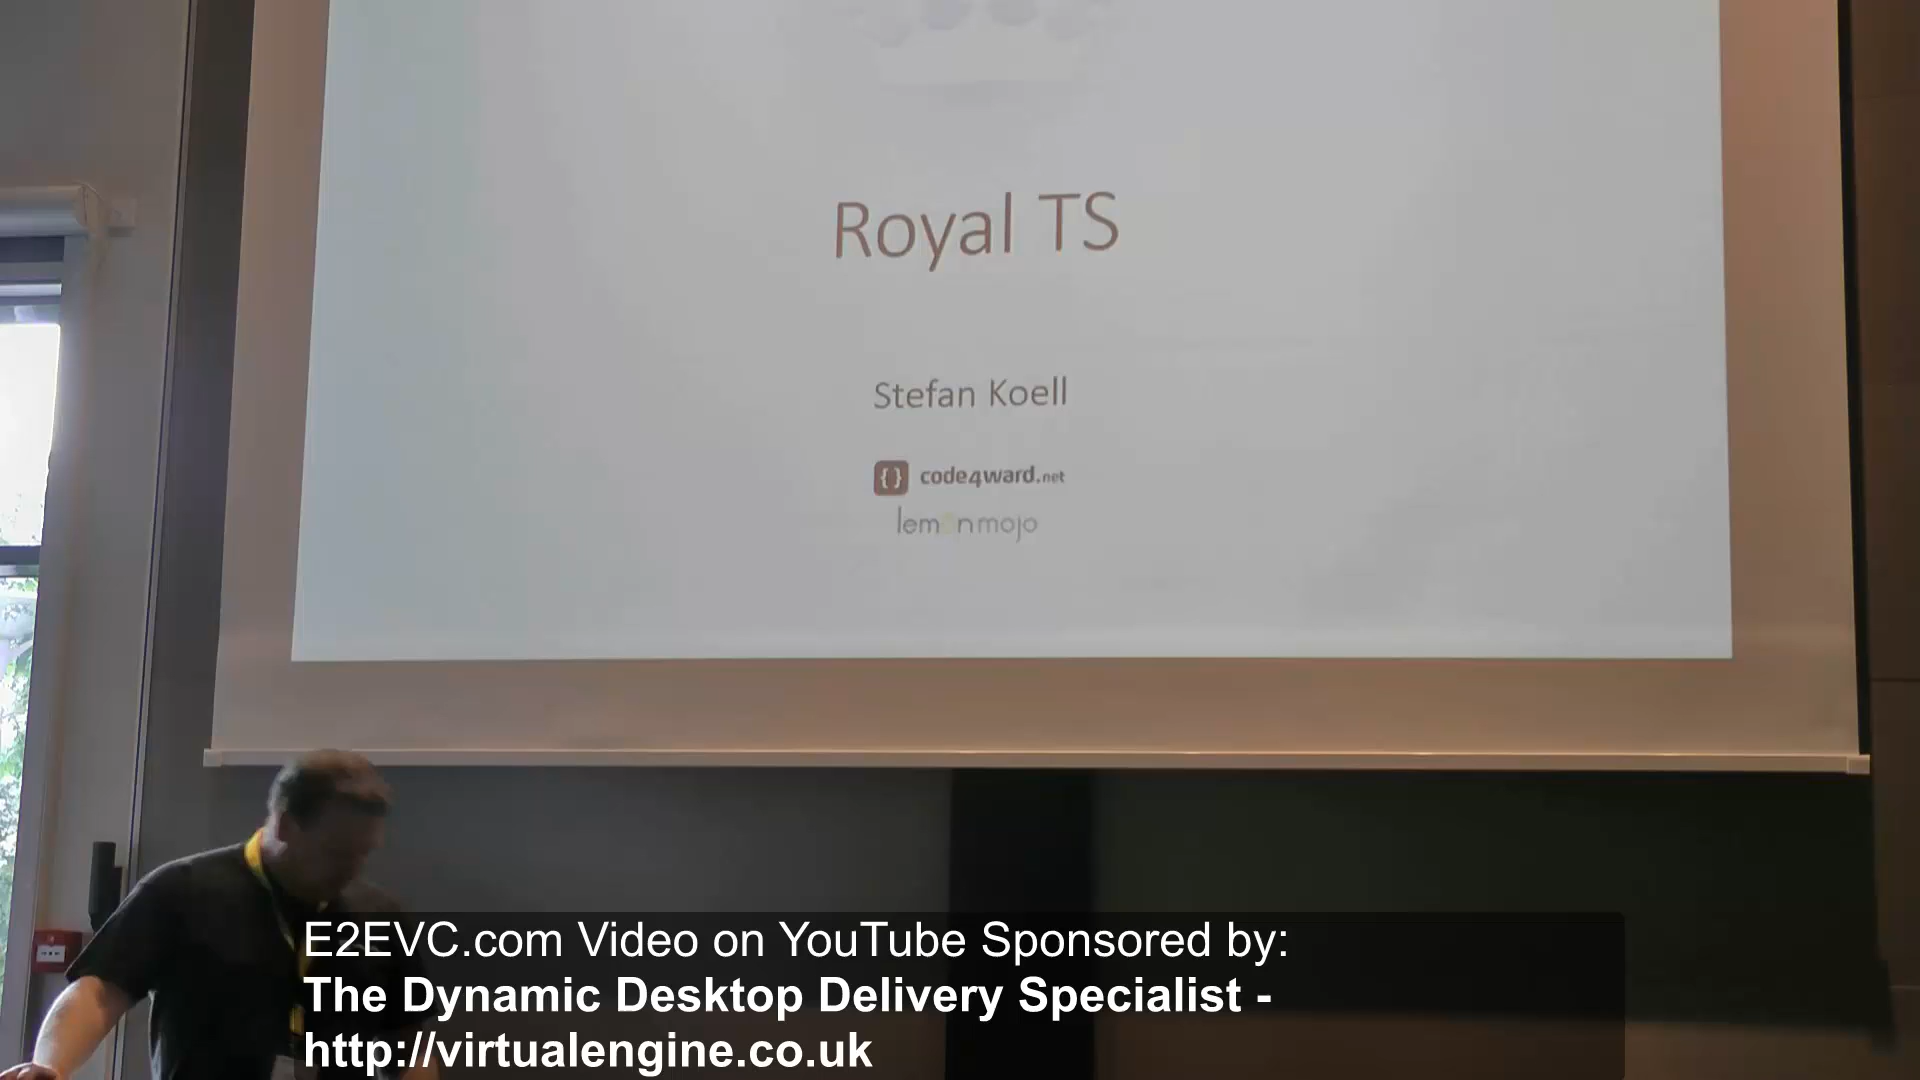 Royal TS
Stefan Koell
{ } code4ward.net
lemonmojo
E2EVC.com Video on YouTube Sponsored by:
The Dynamic Desktop Delivery Specialist -
http://virtualengine.co.uk